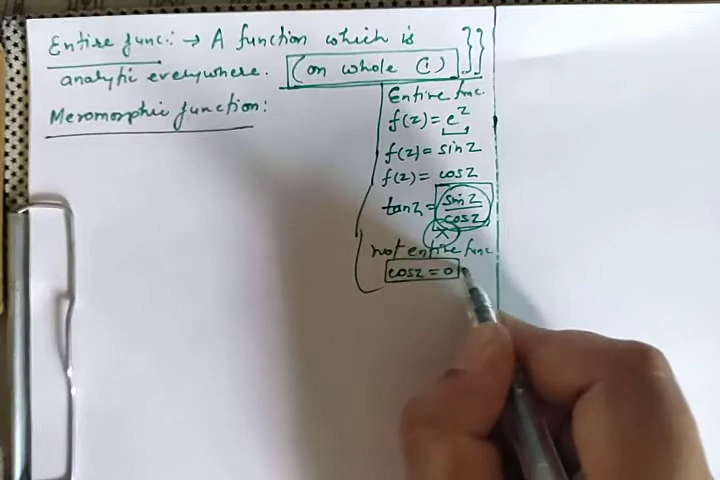 Entire func: → A function which is
analytic everywhere. (on whole ℂ) }}
Meromorphic function:
Entire func.
f(z) = e^z
f(z) = sin z
f(z) = cos z
tan z = sin z / cos z
×
not entire func
cos z = 0